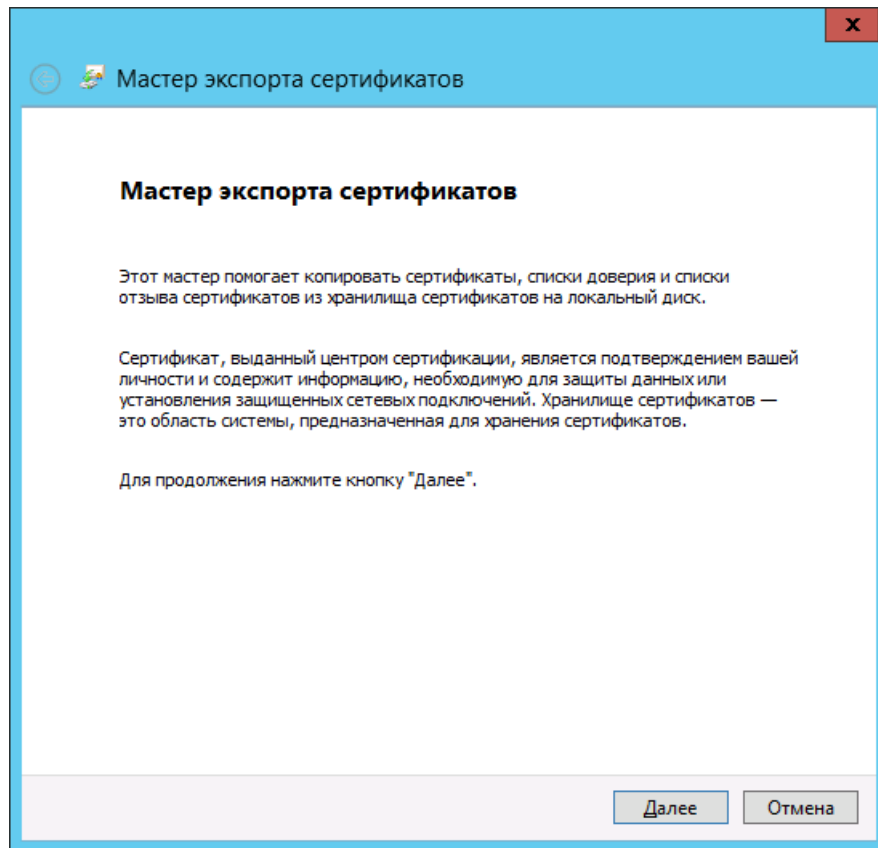 x
Мастер экспорта сертификатов
Мастер экспорта сертификатов
Этот мастер помогает копировать сертификаты, списки доверия и списки
отзыва сертификатов из хранилища сертификатов на локальный диск.
Сертификат, выданный центром сертификации, является подтверждением вашей
личности и содержит информацию, необходимую для защиты данных или
установления защищенных сетевых подключений. Хранилище сертификатов —
это область системы, предназначенная для хранения сертификатов.
Для продолжения нажмите кнопку "Далее".
Далее
Отмена